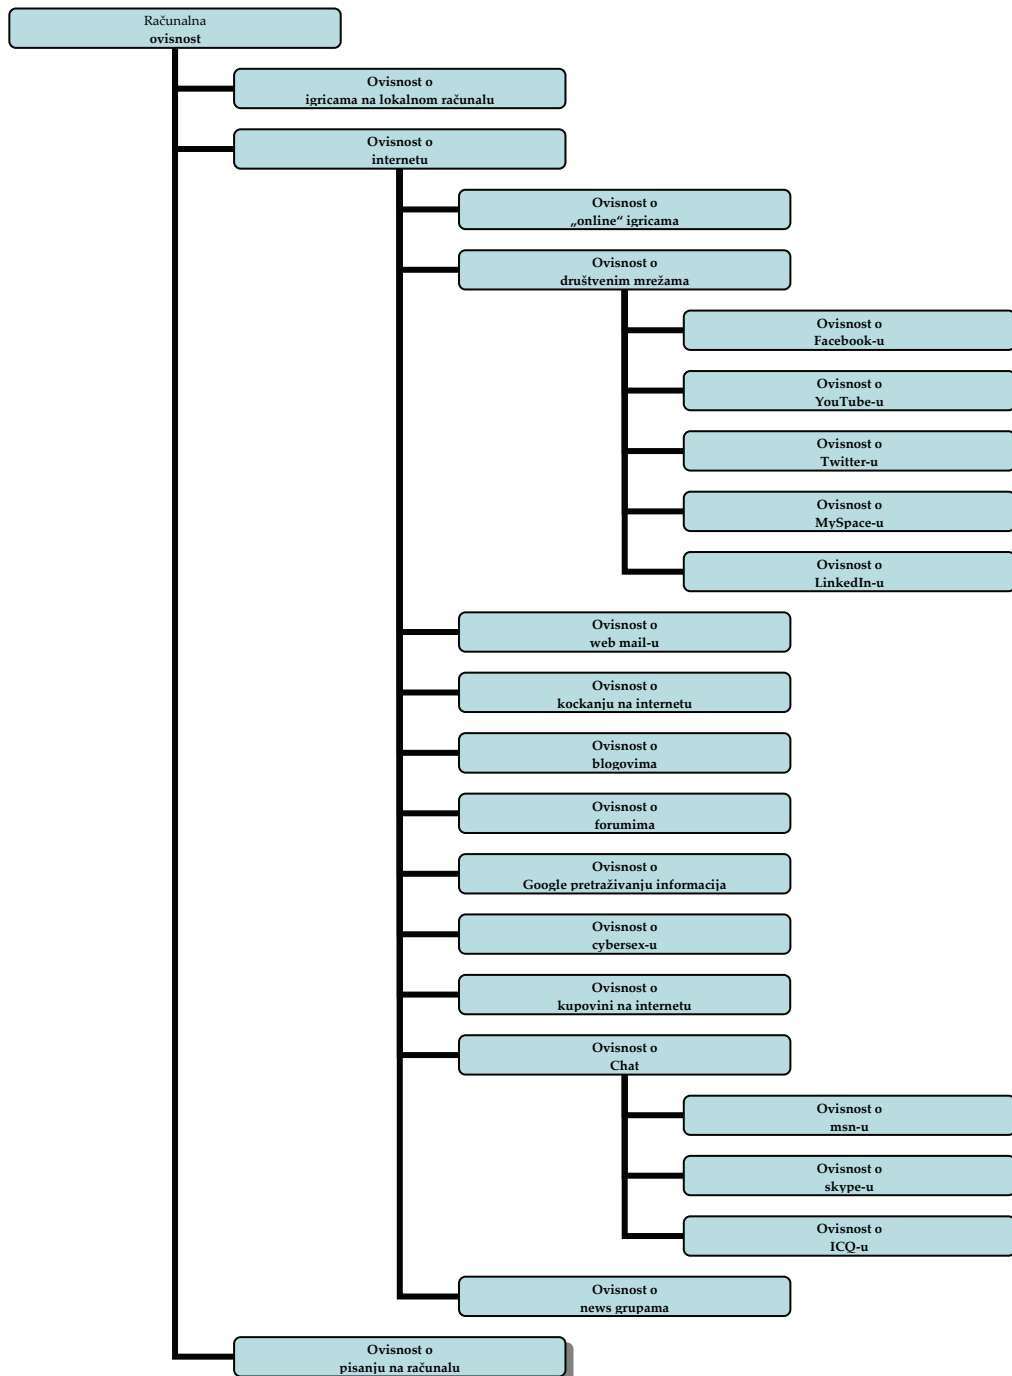 Računalna
ovisnost
Ovisnost o
igricama na lokalnom računalu
Ovisnost o
internetu
Ovisnost o
„online“ igricama
Ovisnost o
društvenim mrežama
Ovisnost o
Facebook-u
Ovisnost o
YouTube-u
Ovisnost o
Twitter-u
Ovisnost o
MySpace-u
Ovisnost o
LinkedIn-u
Ovisnost o
web mail-u
Ovisnost o
kockanju na internetu
Ovisnost o
blogovima
Ovisnost o
forumima
Ovisnost o
Google pretraživanju informacija
Ovisnost o
cybersex-u
Ovisnost o
kupovini na internetu
Ovisnost o
Chat
Ovisnost o
msn-u
Ovisnost o
skype-u
Ovisnost o
ICQ-u
Ovisnost o
news grupama
Ovisnost o
pisanju na računalu